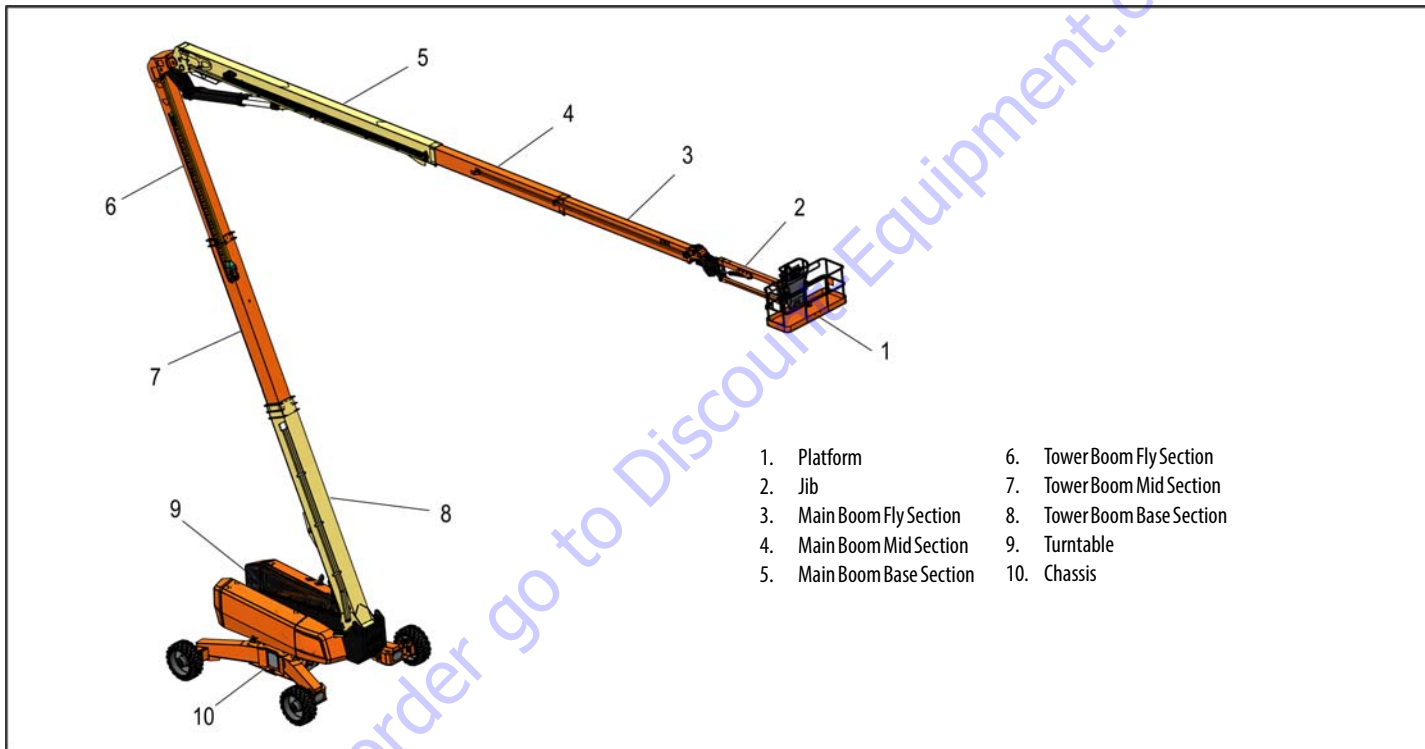 5
4
3
6
2
1
7
9
8
10
1. Platform
2. Jib
3. Main Boom Fly Section
4. Main Boom Mid Section
5. Main Boom Base Section
6. Tower Boom Fly Section
7. Tower Boom Mid Section
8. Tower Boom Base Section
9. Turntable
10. Chassis
order go to Discount-Equipment.c